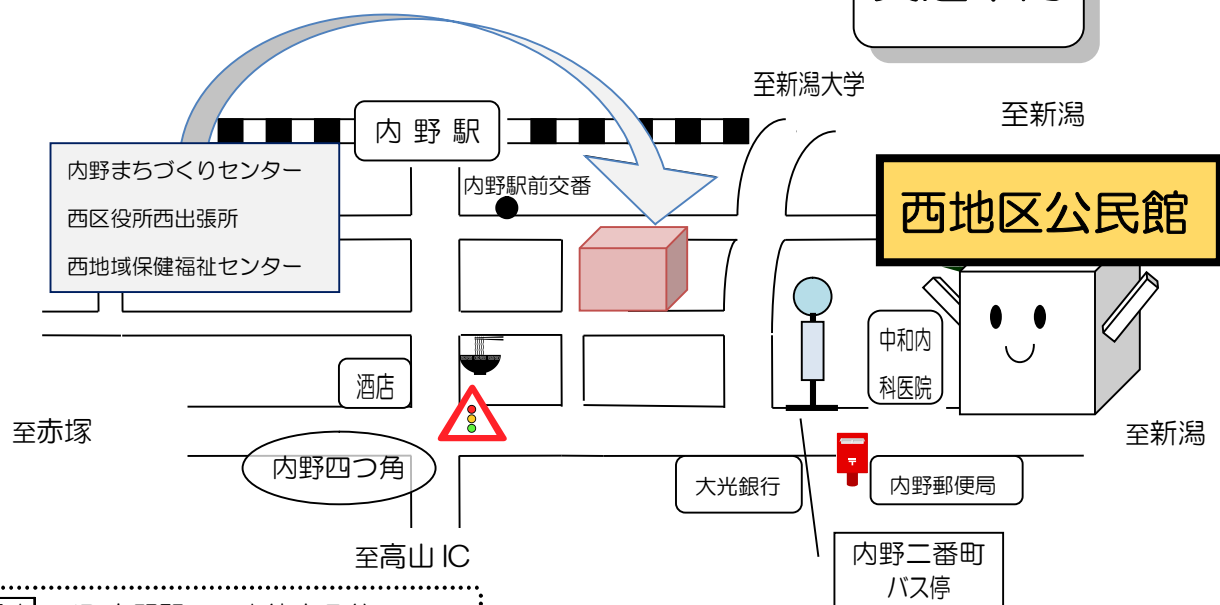 至新潟大学
至新潟
内野駅
内野まちづくりセンター
西区役所西出張所
西地域保健福祉センター
内野駅前交番
西地区公民館
中和内
科医院
酒店
至赤塚
至新潟
内野四つ角
大光銀行
内野郵便局
至高山IC
内野二番町
バス停